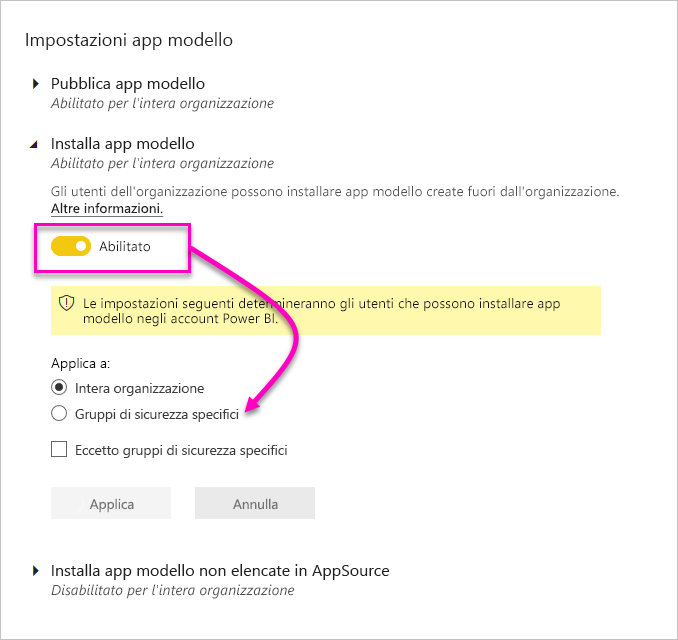 Impostazioni app modello
Pubblica app modello
Abilitato per l'intera organizzazione
Installa app modello
Abilitato per l'intera organizzazione
Gli utenti dell'organizzazione possono installare app modello create fuori dall'organizzazione.
Altre informazioni.
Abilitato
Le impostazioni seguenti determineranno gli utenti che possono installare app
modello negli account Power BI.
Applica a:
Intera organizzazione
Gruppi di sicurezza specifici
Eccetto gruppi di sicurezza specifici
Applica Annulla
Installa app modello non elencate in AppSource
Disabilitato per l'intera organizzazione